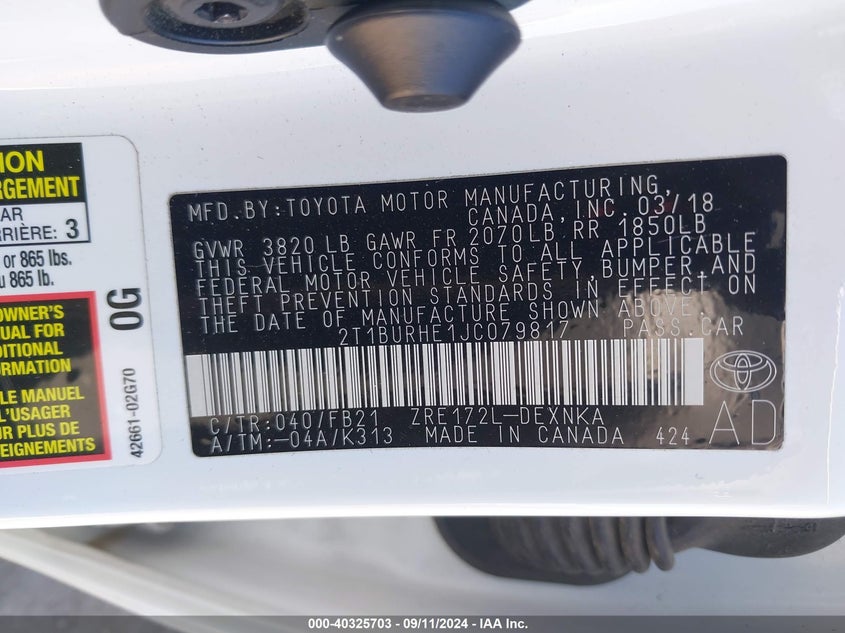 ION
RGEMENT
AR
RRIÈRE: 3
or 865 lbs.
u 865 lb.
OWNER'S
UAL FOR
DITIONAL
ORMATION
LE MANUEL
L'USAGER
UR PLUS DE
EIGNEMENTS
0G
42661-02G70
MFD.BY:TOYOTA MOTOR MANUFACTURING,
CANADA, INC. 03/18
GVWR 3820 LB GAWR FR 2070LB,RR 1850LB
THIS VEHICLE CONFORMS TO ALL APPLICABLE
FEDERAL MOTOR VEHICLE SAFETY,BUMPER,AND
THEFT PREVENTION STANDARDS IN EFFECT ON
THE DATE OF MANUFACTURE SHOWN ABOVE.
2T1BURHE1JC079817 PASS.CAR
C/TR:040/FB21 ZRE172L-DEXNKA
A/TM:-04A/K313 MADE IN CANADA 424
AD
000-40325703 - 09/11/2024 - IAA Inc.